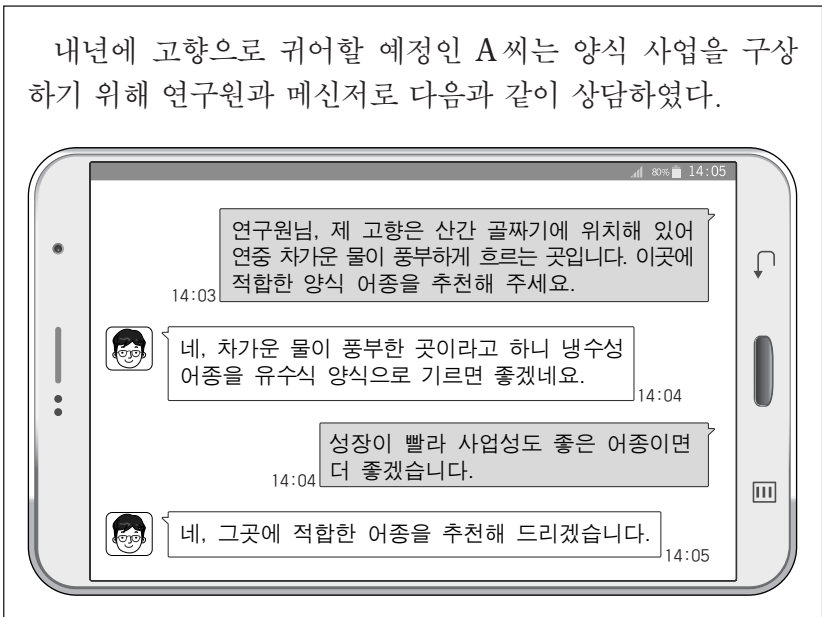 내년에 고향으로 귀어할 예정인 A씨는 양식 사업을 구상
하기 위해 연구원과 메신저로 다음과 같이 상담하였다.
80% 14:05
연구원님, 제 고향은 산간 골짜기에 위치해 있어
연중 차가운 물이 풍부하게 흐르는 곳입니다. 이곳에
적합한 양식 어종을 추천해 주세요.
14:03
네, 차가운 물이 풍부한 곳이라고 하니 냉수성
어종을 유수식 양식으로 기르면 좋겠네요.
14:04
성장이 빨라 사업성도 좋은 어종이면
더 좋겠습니다.
14:04
네, 그곳에 적합한 어종을 추천해 드리겠습니다.
14:05